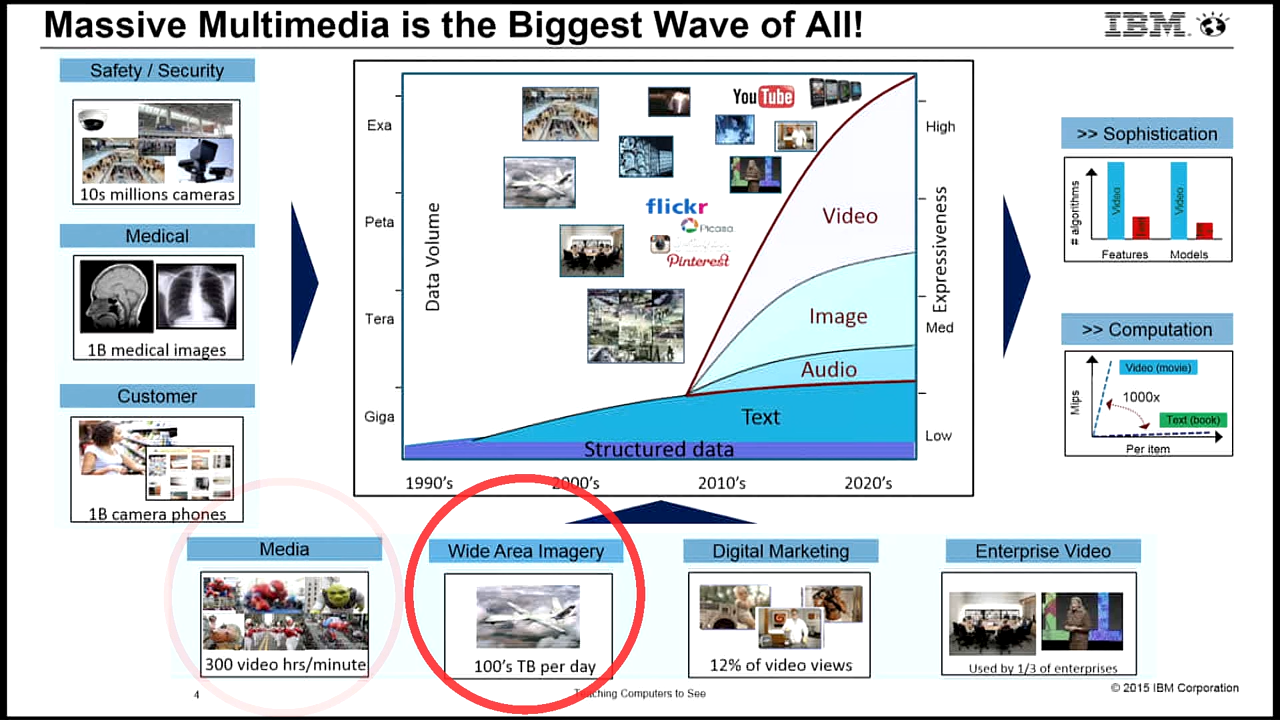 Massive Multimedia is the Biggest Wave of All!
IBM
Safety / Security
10s millions cameras
Medical
1B medical images
Customer
1B camera phones
Exa
Peta
Tera
Giga
Data Volume
YouTube
flickr
Picasa
Pinterest
Video
Image
Audio
Text
Structured data
High
Med
Low
Expressiveness
1990's
2000's
2010's
2020's
>> Sophistication
# algorithms
Video
Video
Features
Models
>> Computation
Mips
Video (movie)
1000x
Text (book)
Per item
Media
300 video hrs/minute
Wide Area Imagery
100's TB per day
Digital Marketing
12% of video views
Enterprise Video
Used by 1/3 of enterprises
4
Teaching Computers to See
© 2015 IBM Corporation